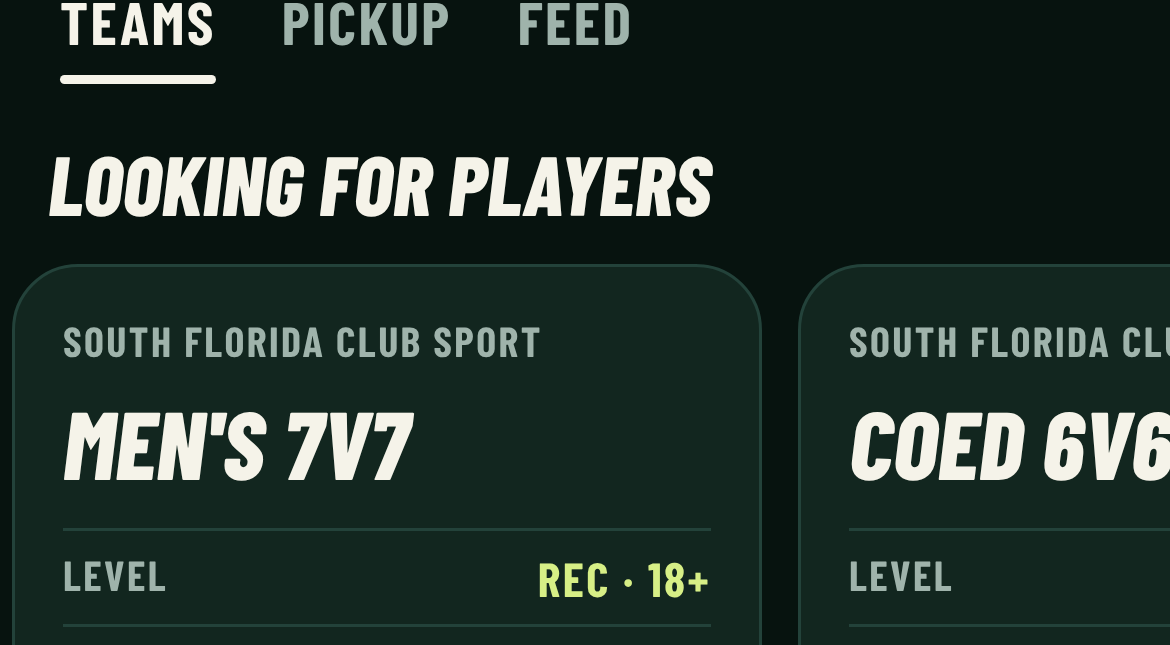 TEAMS PICKUP FEED
LOOKING FOR PLAYERS
SOUTH FLORIDA CLUB SPORT
MEN'S 7V7
LEVEL REC · 18+
SOUTH FLORIDA
COED 6V6
LEVEL